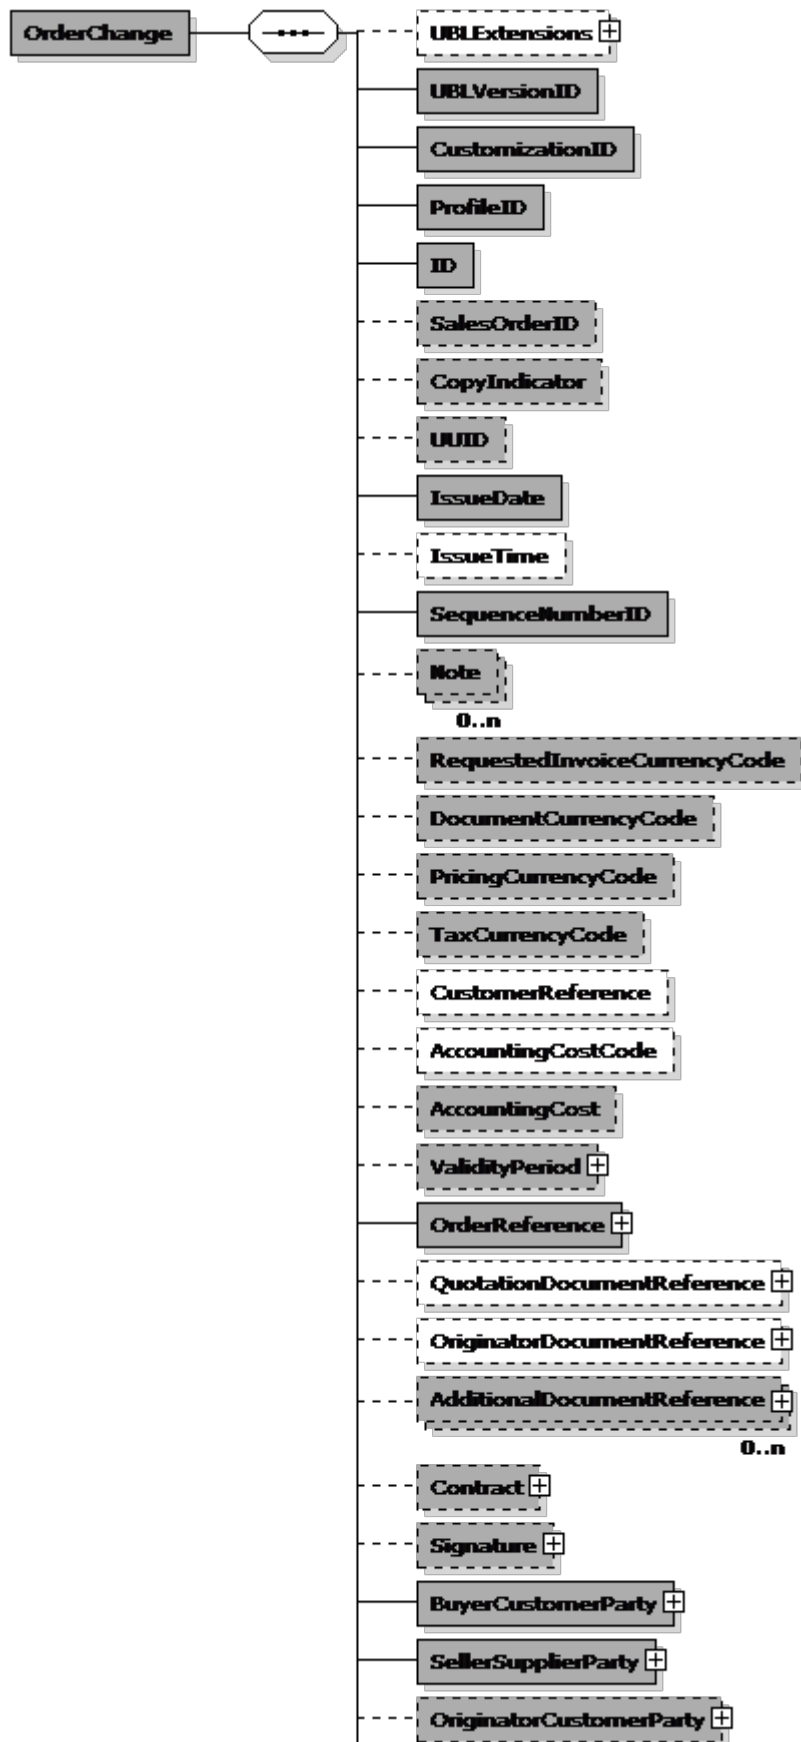 OrderChange
UBLExtensions
UBLVersionID
CustomizationID
ProfileID
ID
SalesOrderID
CopyIndicator
UUID
IssueDate
IssueTime
SequenceNumberID
Note
0..n
RequestedInvoiceCurrencyCode
DocumentCurrencyCode
PricingCurrencyCode
TaxCurrencyCode
CustomerReference
AccountingCostCode
AccountingCost
ValidityPeriod
OrderReference
QuotationDocumentReference
OriginatorDocumentReference
AdditionalDocumentReference
0..n
Contract
Signature
BuyerCustomerParty
SellerSupplierParty
OriginatorCustomerParty